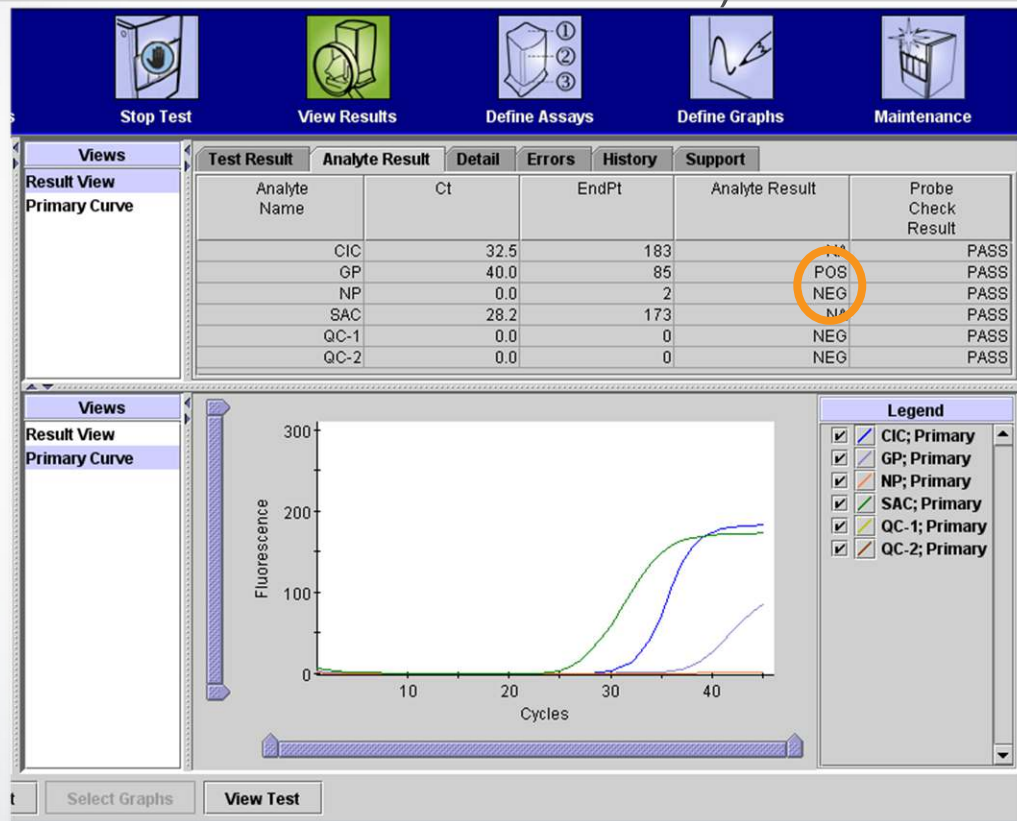 ①
②
③
Stop Test View Results Define Assays Define Graphs Maintenance
Views
Result View
Primary Curve
Test Result Analyte Result Detail Errors History Support
Analyte Name Ct EndPt Analyte Result Probe Check Result
CIC 32.5 183 NA PASS
GP 40.0 85 POS PASS
NP 0.0 2 NEG PASS
SAC 28.2 173 NA PASS
QC-1 0.0 0 NEG PASS
QC-2 0.0 0 NEG PASS
Views
Result View
Primary Curve
300
200
100
0
Fluorescence
10 20 30 40
Cycles
Legend
CIC; Primary
GP; Primary
NP; Primary
SAC; Primary
QC-1; Primary
QC-2; Primary
Select Graphs View Test